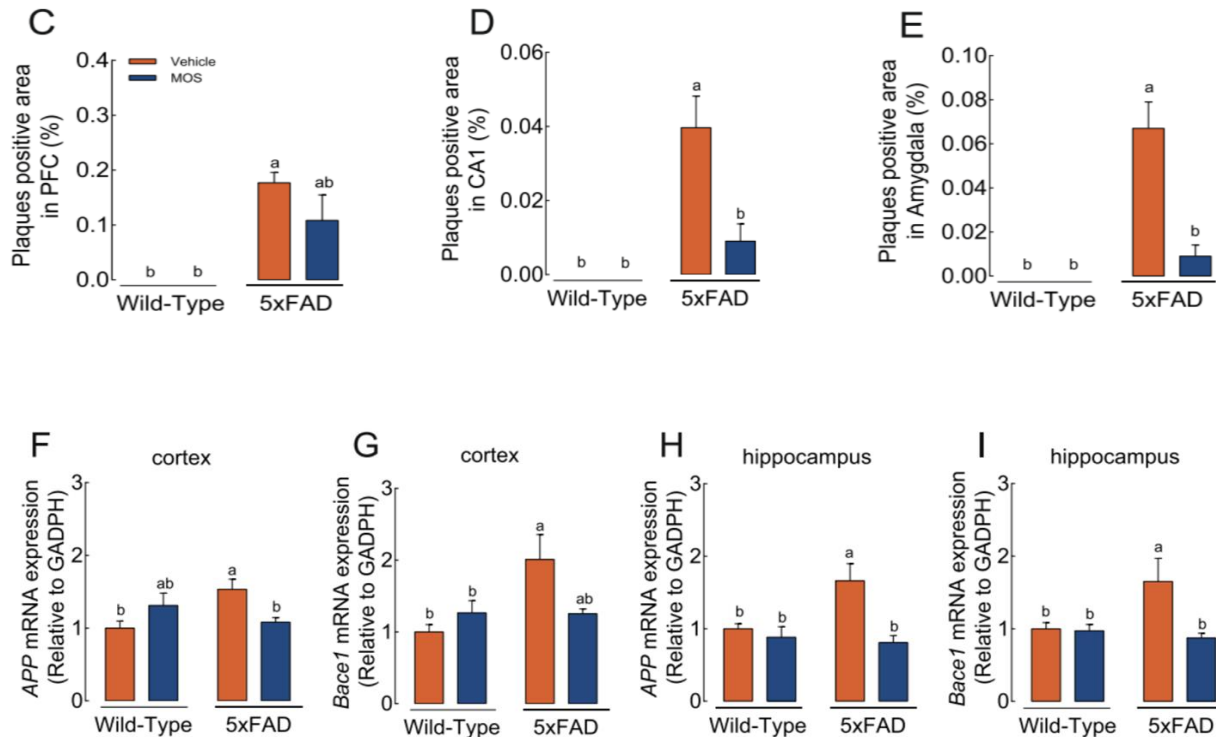 C
Plaques positive area
in PFC (%)
0.4
0.3
0.2
0.1
0.0
Vehicle
MOS
b
b
a
ab
Wild-Type
5xFAD
D
Plaques positive area
in CA1 (%)
0.06
0.04
0.002
0.00
b
b
a
b
Wild-Type
5xFAD
E
Plaques positive area
in Amygdala (%)
0.10
0.08
0.06
0.04
0.02
0.00
b
b
a
b
Wild-Type
5xFAD
F
cortex
APP mRNA expression
(Relative to GADPH)
3
2
1
0
b
ab
a
b
Wild-Type
5xFAD
G
cortex
Bace1 mRNA expression
(Relative to GADPH)
3
2
1
0
b
b
a
ab
Wild-Type
5xFAD
H
hippocampus
APP mRNA expression
(Relative to GADPH)
3
2
1
0
b
b
a
b
Wild-Type
5xFAD
I
hippocampus
Bace1 mRNA expression
(Relative to GADPH)
3
2
1
0
b
b
a
b
Wild-Type
5xFAD